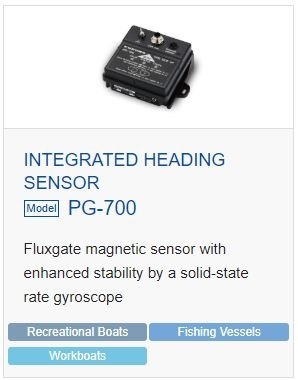 INTEGRATED HEADING
SENSOR
Model PG-700
Fluxgate magnetic sensor with
enhanced stability by a solid-state
rate gyroscope
Recreational Boats Fishing Vessels
Workboats